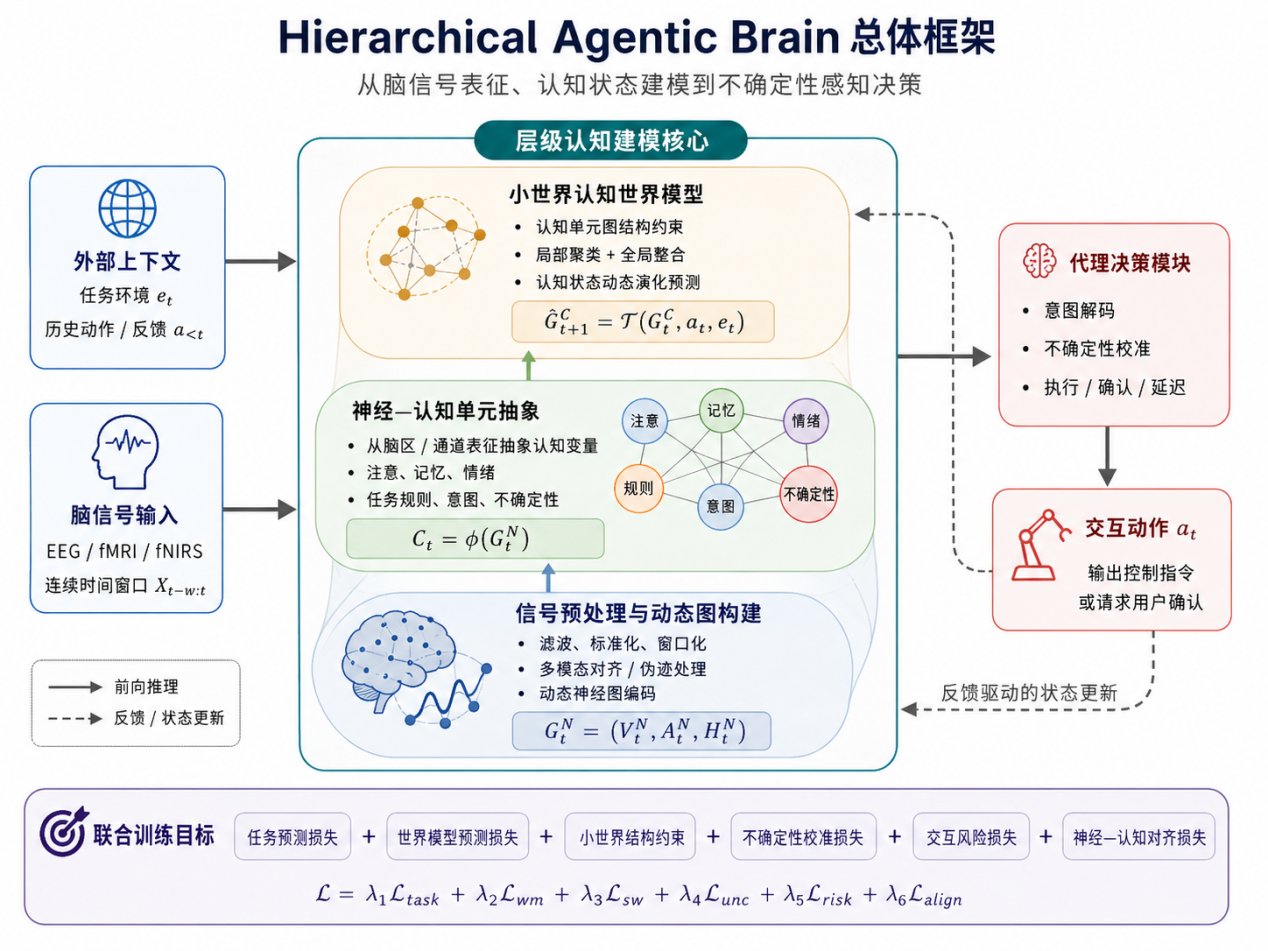 Hierarchical Agentic Brain 总体框架
从脑信号表征、认知状态建模到不确定性感知决策
层级认知建模核心
外部上下文
任务环境 e_t
历史动作 / 反馈 a_{<t}
脑信号输入
EEG / fMRI / fNIRS
连续时间窗口 X_{t−w:t}
前向推理
反馈 / 状态更新
小世界认知世界模型
• 认知单元图结构约束
• 局部聚类 + 全局整合
• 认知状态动态演化预测
Ĝ^C_{t+1} = 𝒯(G^C_t, a_t, e_t)
神经—认知单元抽象
• 从脑区 / 通道表征抽象认知变量
• 注意、记忆、情绪
• 任务规则、意图、不确定性
C_t = ϕ(G^N_t)
注意
记忆
情绪
规则
意图
不确定性
信号预处理与动态图构建
• 滤波、标准化、窗口化
• 多模态对齐 / 伪迹处理
• 动态神经图编码
G^N_t = (V^N_t, A^N_t, H^N_t)
代理决策模块
• 意图解码
• 不确定性校准
• 执行 / 确认 / 延迟
交互动作 a_t
输出控制指令
或请求用户确认
反馈驱动的状态更新
联合训练目标
任务预测损失 + 世界模型预测损失 + 小世界结构约束 + 不确定性校准损失 + 交互风险损失 + 神经—认知对齐损失
ℒ = λ_1ℒ_{task} + λ_2ℒ_{wm} + λ_3ℒ_{sw} + λ_4ℒ_{unc} + λ_5ℒ_{risk} + λ_6ℒ_{align}